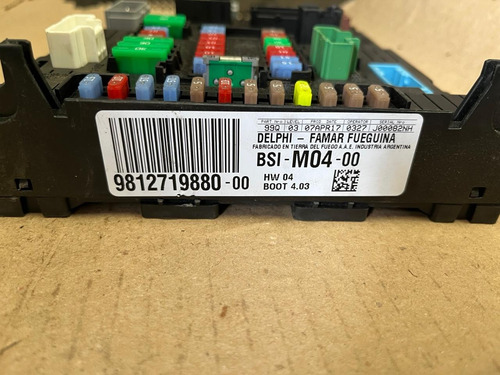 99Q 03 07APR17 0327 J00082NH
DELPHI - FAMAR FUEGUINA
FABRICADO EN TIERRA DEL FUEGO A.A.E. INDUSTRIA ARGENTINA
BSI-M04-00
9812719880-00
HW 04
BOOT 4.03